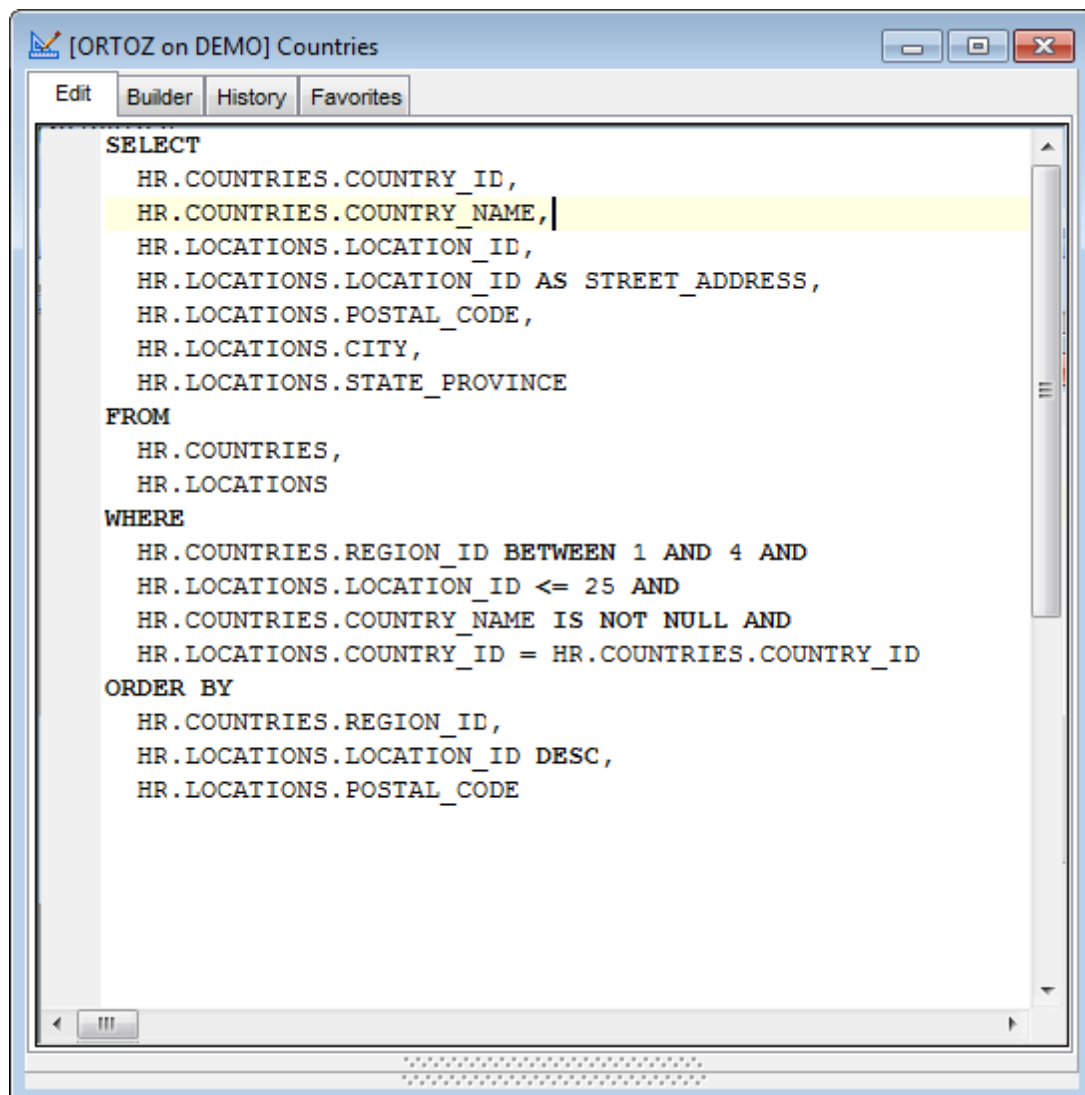 [ORTOZ on DEMO] Countries
Edit Builder History Favorites
SELECT
HR.COUNTRIES.COUNTRY_ID,
HR.COUNTRIES.COUNTRY_NAME,
HR.LOCATIONS.LOCATION_ID,
HR.LOCATIONS.LOCATION_ID AS STREET_ADDRESS,
HR.LOCATIONS.POSTAL_CODE,
HR.LOCATIONS.CITY,
HR.LOCATIONS.STATE_PROVINCE
FROM
HR.COUNTRIES,
HR.LOCATIONS
WHERE
HR.COUNTRIES.REGION_ID BETWEEN 1 AND 4 AND
HR.LOCATIONS.LOCATION_ID <= 25 AND
HR.COUNTRIES.COUNTRY_NAME IS NOT NULL AND
HR.LOCATIONS.COUNTRY_ID = HR.COUNTRIES.COUNTRY_ID
ORDER BY
HR.COUNTRIES.REGION_ID,
HR.LOCATIONS.LOCATION_ID DESC,
HR.LOCATIONS.POSTAL_CODE